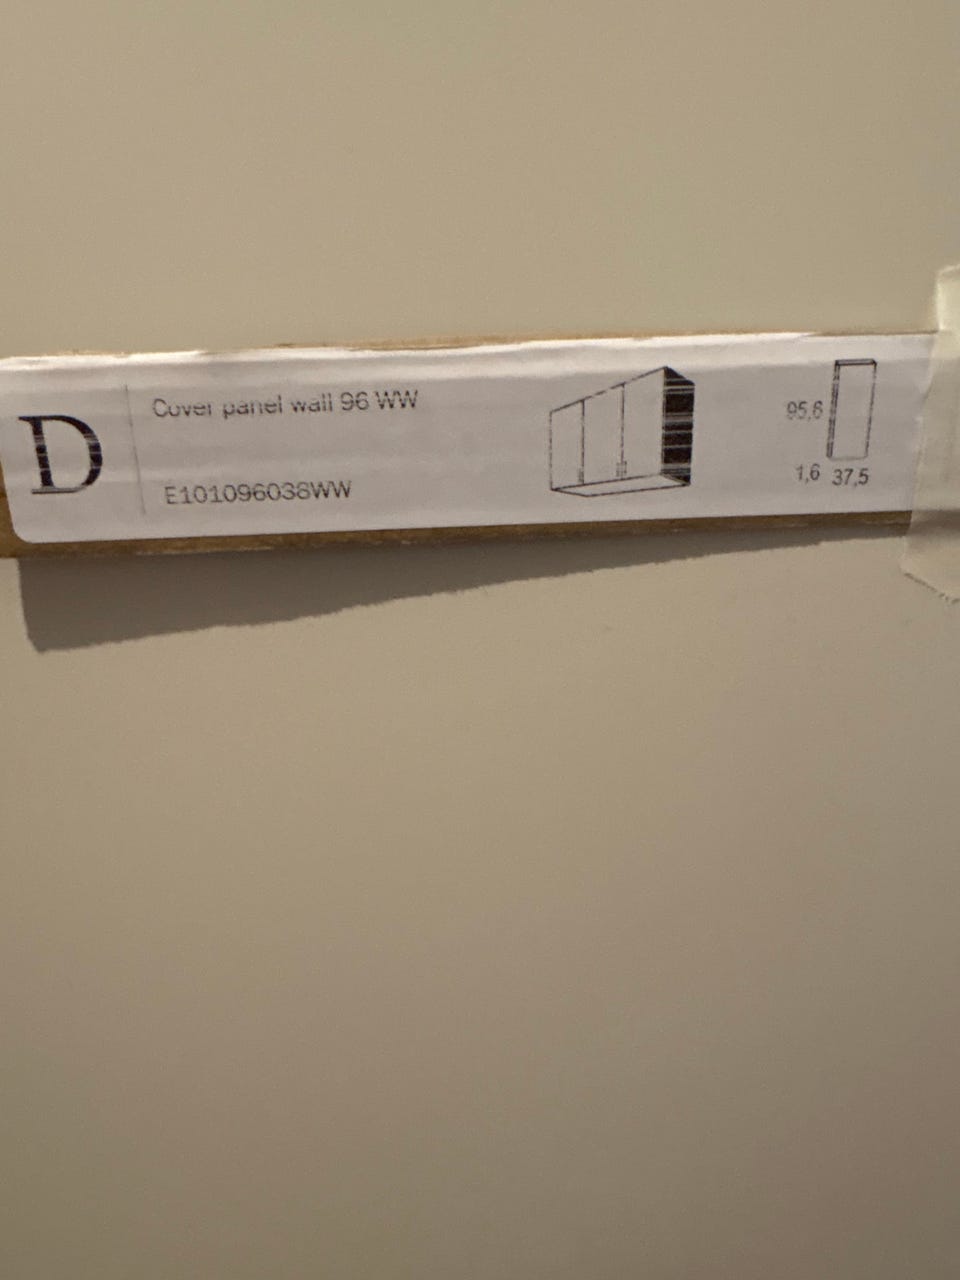 D
Cover panel wall 96 WW
E101096038WW
95,6
1,6 37,5